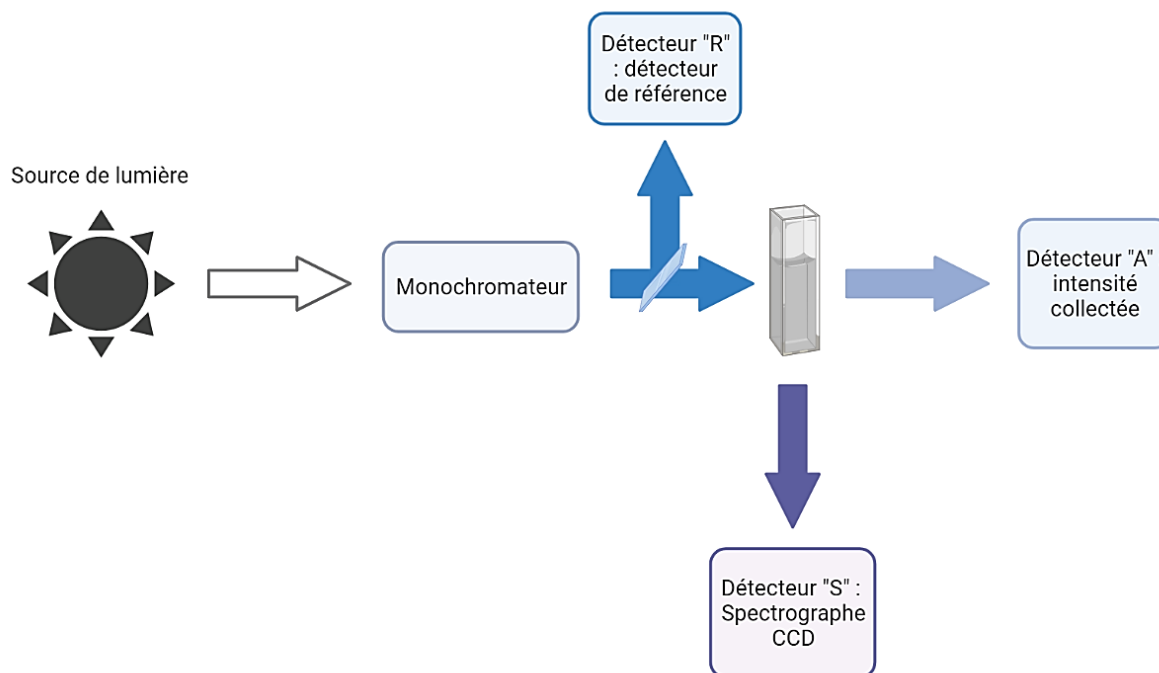 Détecteur "R"
: détecteur
de référence
Source de lumière
Monochromateur
Détecteur "A"
intensité
collectée
Détecteur "S" :
Spectrographe
CCD